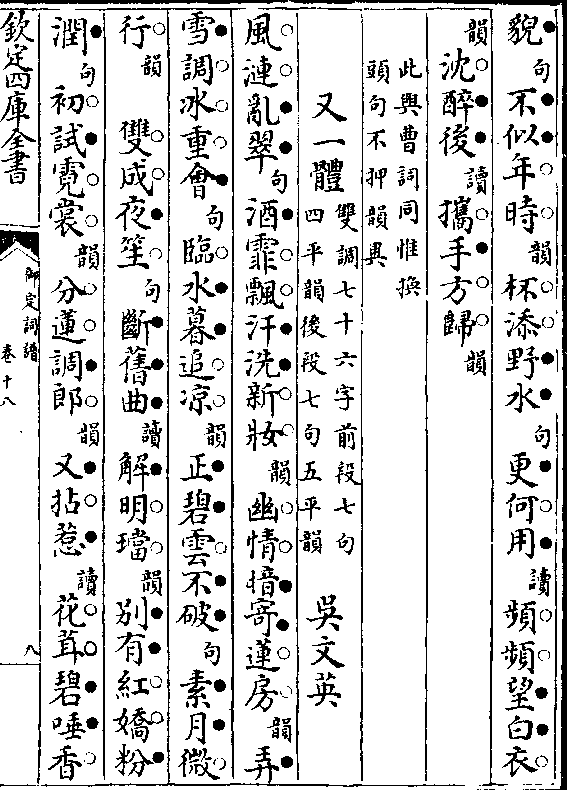 貌句不似年時韻杯添野水句更何用讀頻頻望白衣
韻沈醉後讀攜手方歸韻
此與曹詞同惟換
頭句不押韻異
又一體 雙調七十六字前段七句
四平韻後段七句五平韻 吳文英
風漣亂翠句酒霏飄汗洗新妝韻幽情暗寄蓮房韻弄
雪調冰重會句臨水暮追凉韻正碧雲不破句素月微
行韻雙成夜笙句斷舊曲讀解明璫韻別有紅嬌粉
潤句初試霓裳韻分蓮調郎韻又拈惹讀花茸碧唾香
欽定四庫全書
御定詞譜
卷十八
八